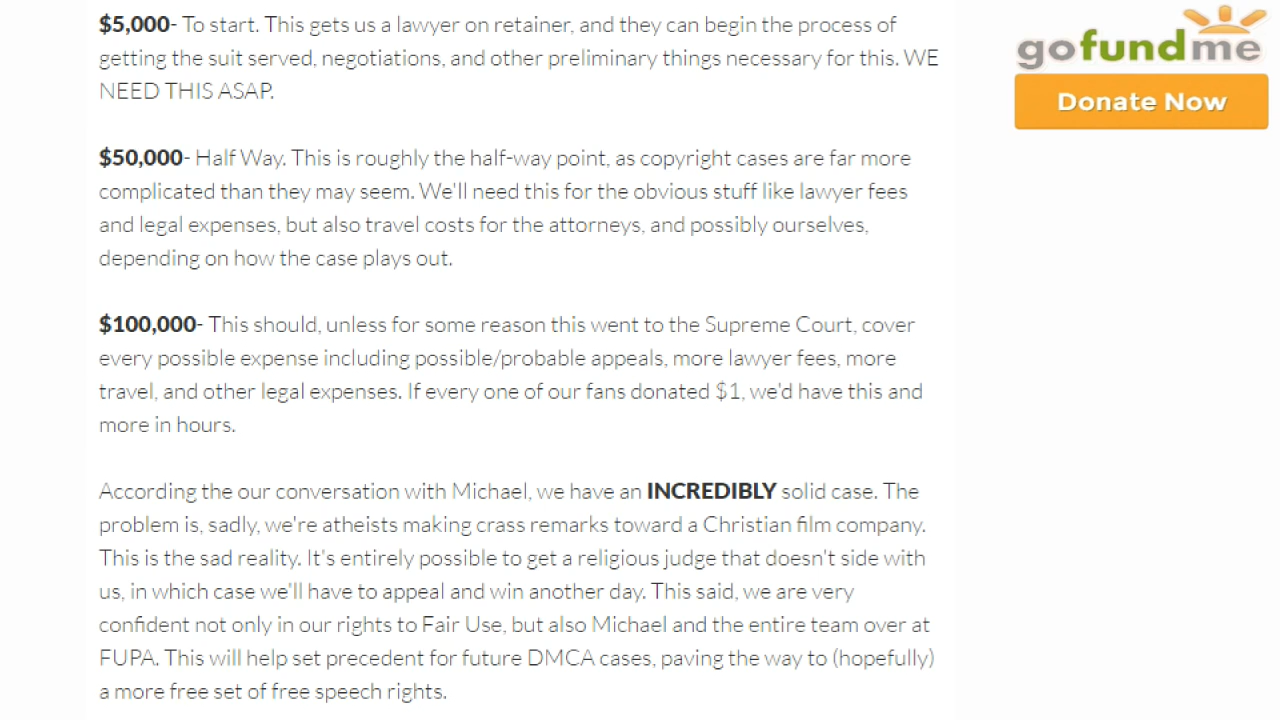 $5,000- To start. This gets us a lawyer on retainer, and they can begin the process of
getting the suit served, negotiations, and other preliminary things necessary for this. WE
NEED THIS ASAP.
$50,000- Half Way. This is roughly the half-way point, as copyright cases are far more
complicated than they may seem. We'll need this for the obvious stuff like lawyer fees
and legal expenses, but also travel costs for the attorneys, and possibly ourselves,
depending on how the case plays out.
$100,000- This should, unless for some reason this went to the Supreme Court, cover
every possible expense including possible/probable appeals, more lawyer fees, more
travel, and other legal expenses. If every one of our fans donated $1, we'd have this and
more in hours.
According the our conversation with Michael, we have an INCREDIBLY solid case. The
problem is, sadly, we're atheists making crass remarks toward a Christian film company.
This is the sad reality. It's entirely possible to get a religious judge that doesn't side with
us, in which case we'll have to appeal and win another day. This said, we are very
confident not only in our rights to Fair Use, but also Michael and the entire team over at
FUPA. This will help set precedent for future DMCA cases, paving the way to (hopefully)
a more free set of free speech rights.
gofundme
Donate Now